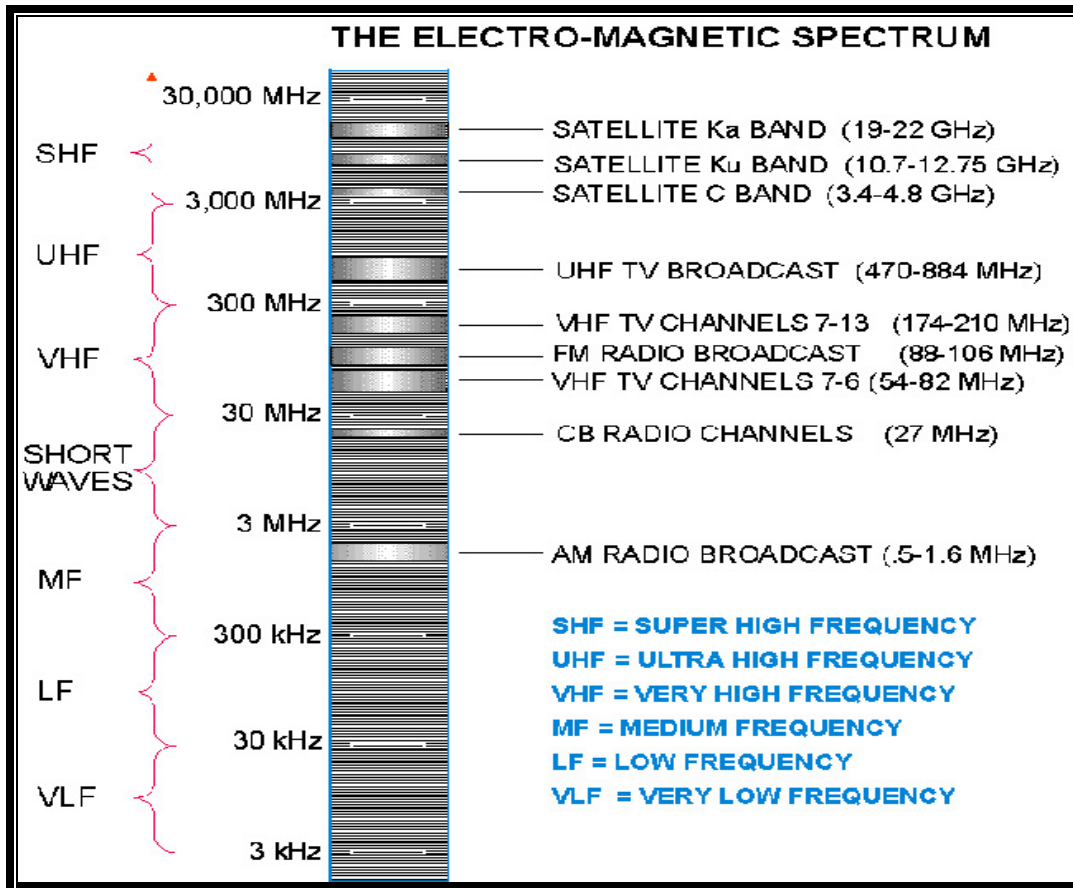 THE ELECTRO-MAGNETIC SPECTRUM
30,000 MHz
SATELLITE Ka BAND (19-22 GHz)
SHF
SATELLITE Ku BAND (10.7-12.75 GHz)
3,000 MHz
SATELLITE C BAND (3.4-4.8 GHz)
UHF
UHF TV BROADCAST (470-884 MHz)
300 MHz
VHF TV CHANNELS 7-13 (174-210 MHz)
VHF
FM RADIO BROADCAST (88-106 MHz)
VHF TV CHANNELS 7-6 (54-82 MHz)
30 MHz
CB RADIO CHANNELS (27 MHz)
SHORT
WAVES
3 MHz
AM RADIO BROADCAST (.5-1.6 MHz)
MF
300 kHz
LF
30 kHz
VLF
3 kHz
SHF = SUPER HIGH FREQUENCY
UHF = ULTRA HIGH FREQUENCY
VHF = VERY HIGH FREQUENCY
MF = MEDIUM FREQUENCY
LF = LOW FREQUENCY
VLF = VERY LOW FREQUENCY